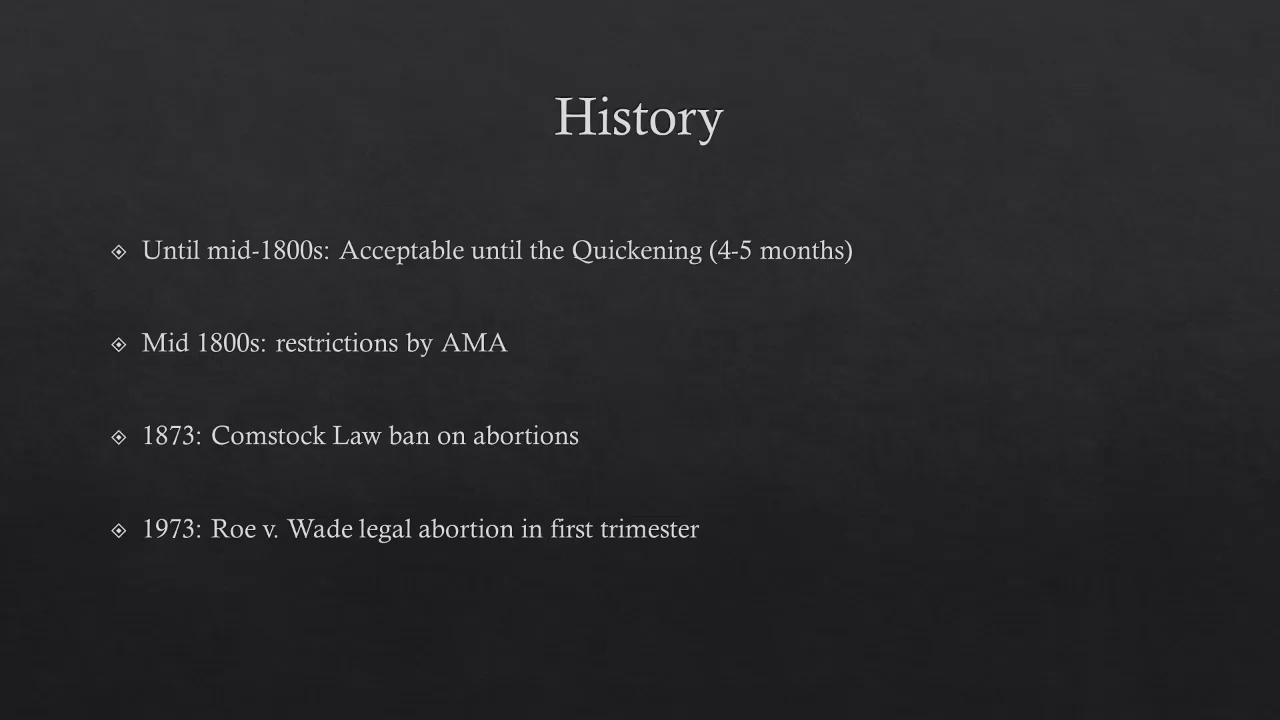 History
Until mid-1800s: Acceptable until the Quickening (4-5 months)
Mid 1800s: restrictions by AMA
1873: Comstock Law ban on abortions
1973: Roe v. Wade legal abortion in first trimester